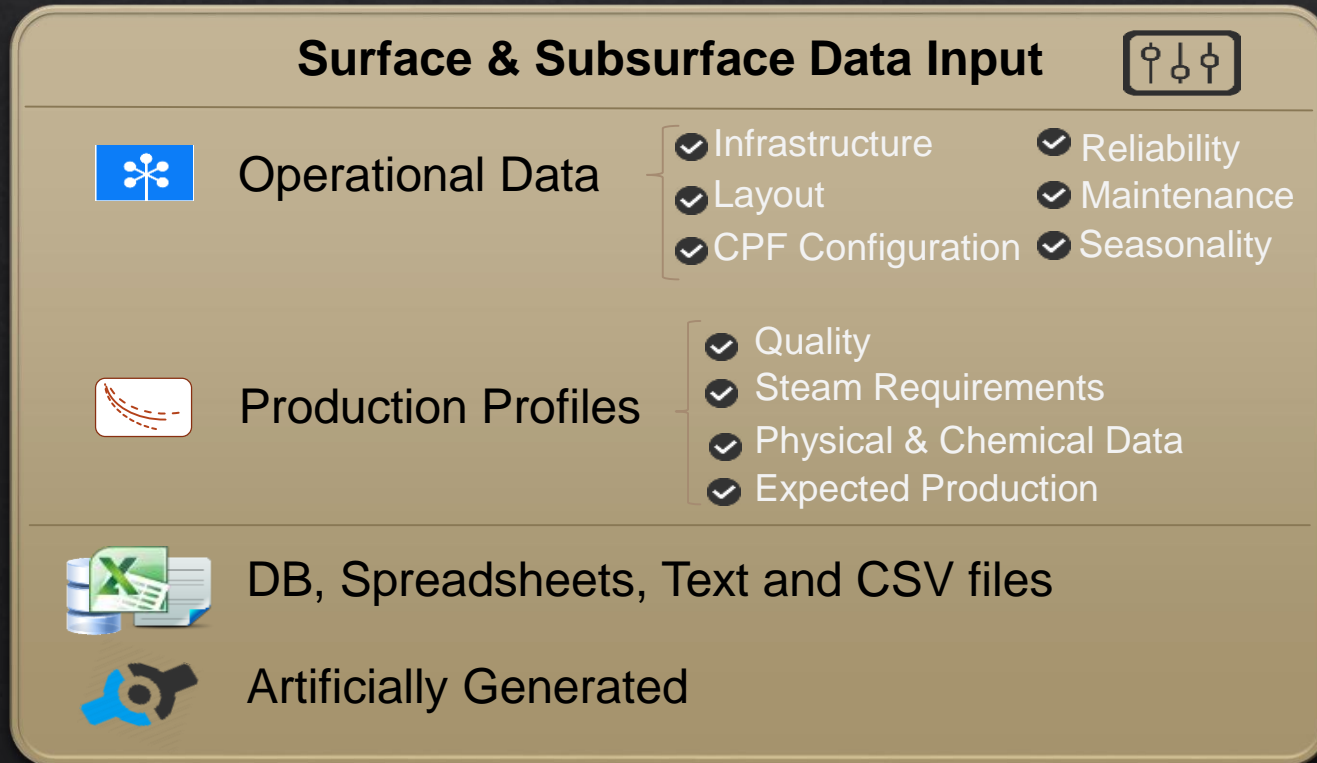 Surface & Subsurface Data Input
Operational Data
Infrastructure
Layout
CPF Configuration
Reliability
Maintenance
Seasonality
Production Profiles
Quality
Steam Requirements
Physical & Chemical Data
Expected Production
DB, Spreadsheets, Text and CSV files
Artificially Generated